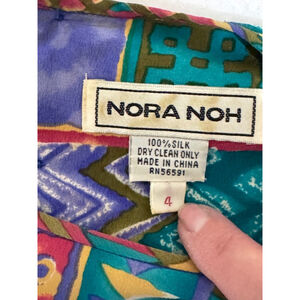 NORA NOH
100% SILK
DRY CLEAN ONLY
MADE IN CHINA
RN56591
4